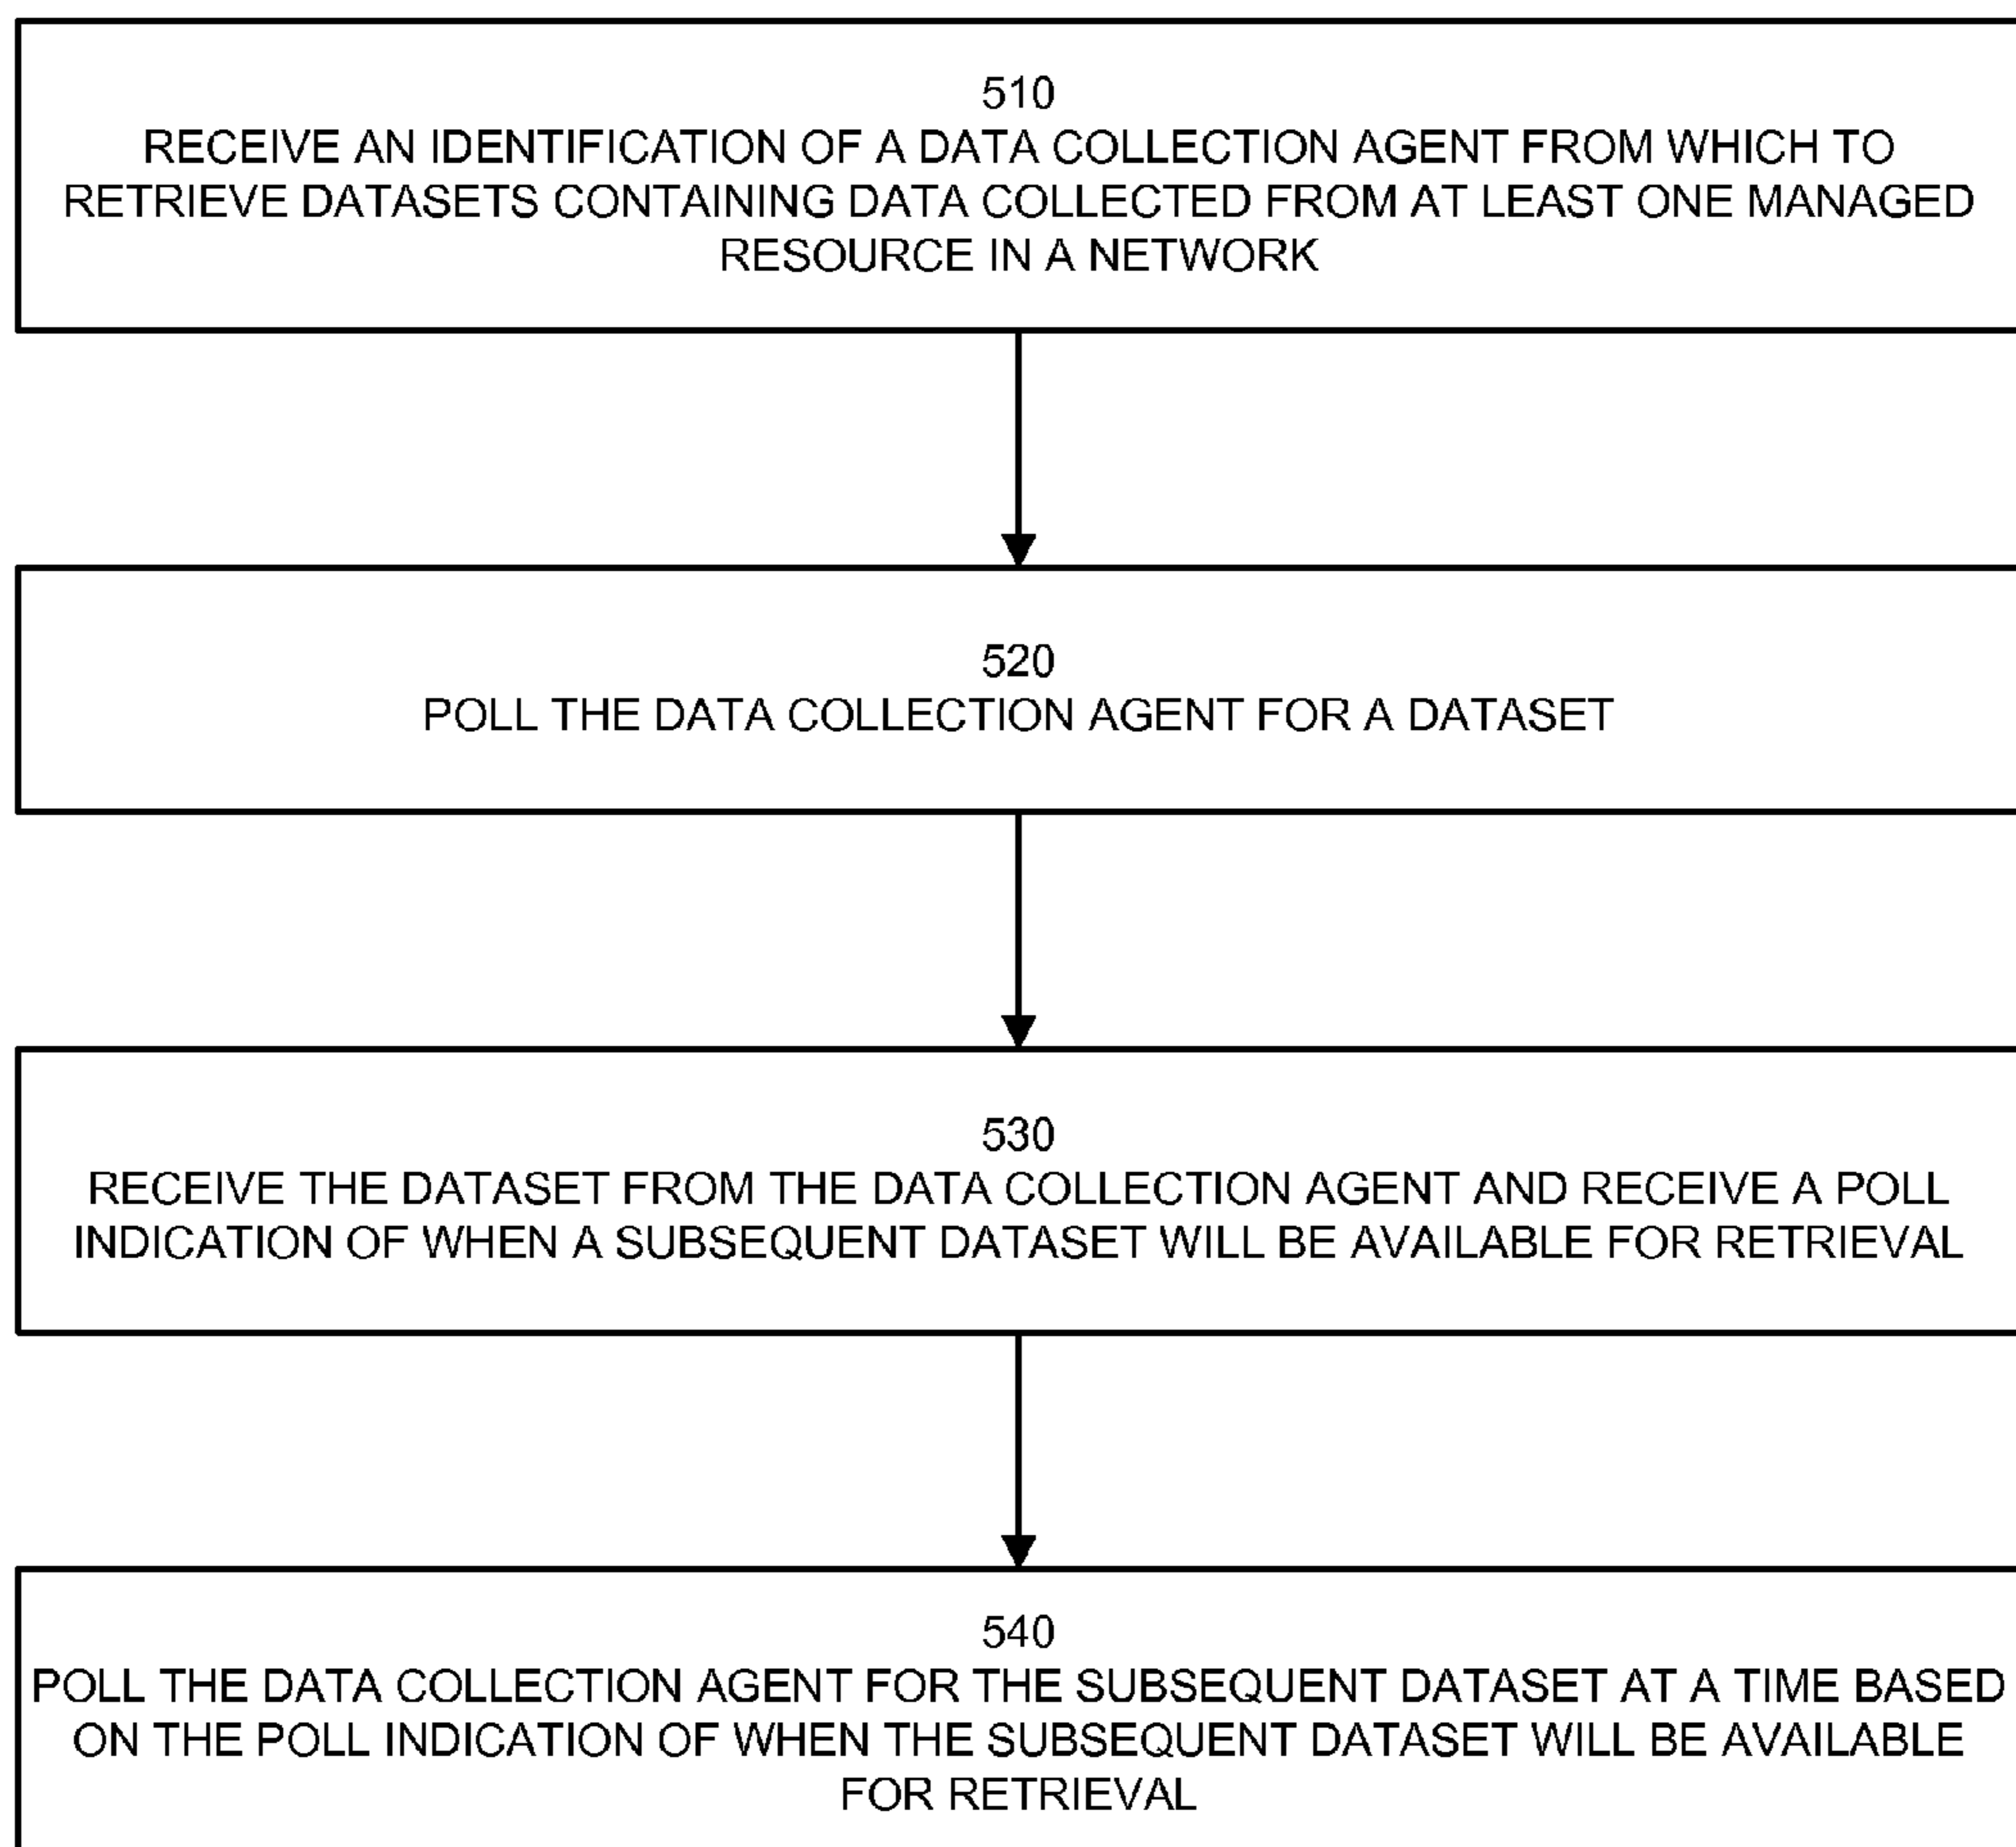 510
RECEIVE AN IDENTIFICATION OF A DATA COLLECTION AGENT FROM WHICH TO
RETRIEVE DATASETS CONTAINING DATA COLLECTED FROM AT LEAST ONE MANAGED
RESOURCE IN A NETWORK
520
POLL THE DATA COLLECTION AGENT FOR A DATASET
530
RECEIVE THE DATASET FROM THE DATA COLLECTION AGENT AND RECEIVE A POLL
INDICATION OF WHEN A SUBSEQUENT DATASET WILL BE AVAILABLE FOR RETRIEVAL
540
POLL THE DATA COLLECTION AGENT FOR THE SUBSEQUENT DATASET AT A TIME BASED
ON THE POLL INDICATION OF WHEN THE SUBSEQUENT DATASET WILL BE AVAILABLE
FOR RETRIEVAL